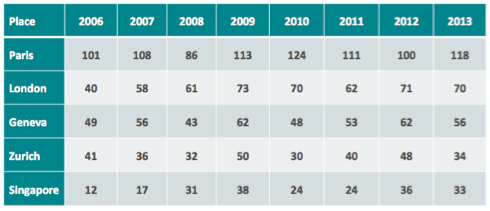 Place 2006 2007 2008 2009 2010 2011 2012 2013
Paris 101 108 86 113 124 111 100 118
London 40 58 61 73 70 62 71 70
Geneva 49 56 43 62 48 53 62 56
Zurich 41 36 32 50 30 40 48 34
Singapore 12 17 31 38 24 24 36 33